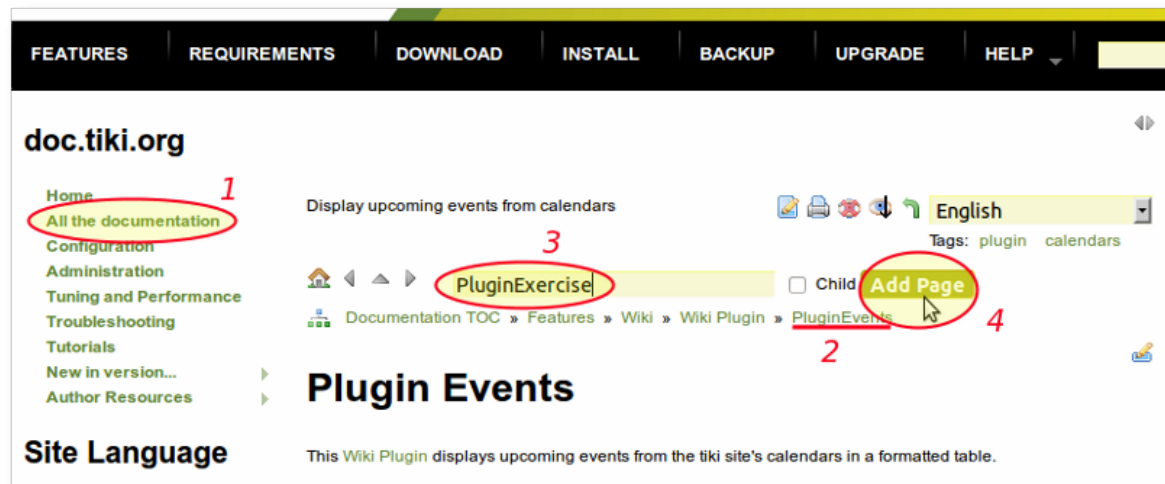 FEATURES REQUIREMENTS DOWNLOAD INSTALL BACKUP UPGRADE HELP
doc.tiki.org
1
Home
All the documentation
Configuration
Administration
Tuning and Performance
Troubleshooting
Tutorials
New in version...
Author Resources
Site Language
Display upcoming events from calendars
English
Tags: plugin calendars
3
PluginExercise
Child Add Page
4
Documentation TOC » Features » Wiki » Wiki Plugin » PluginEvents
2
Plugin Events
This Wiki Plugin displays upcoming events from the tiki site's calendars in a formatted table.